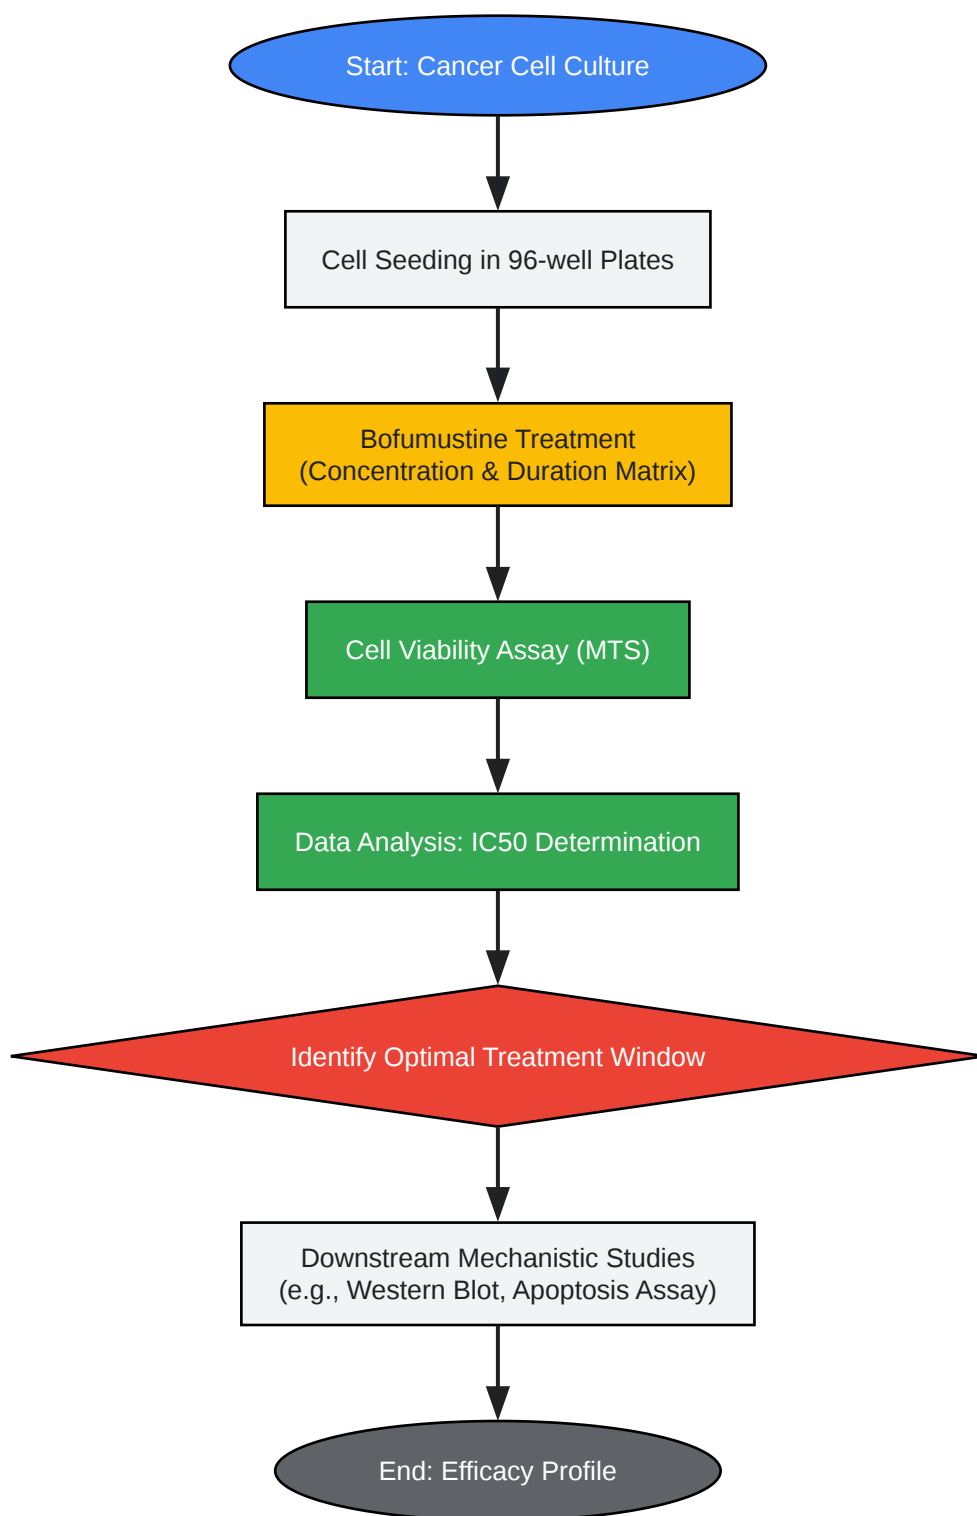 Start: Cancer Cell Culture
Cell Seeding in 96-well Plates
Bofumustine Treatment
(Concentration & Duration Matrix)
Cell Viability Assay (MTS)
Data Analysis: IC50 Determination
Identify Optimal Treatment Window
Downstream Mechanistic Studies
(e.g., Western Blot, Apoptosis Assay)
End: Efficacy Profile